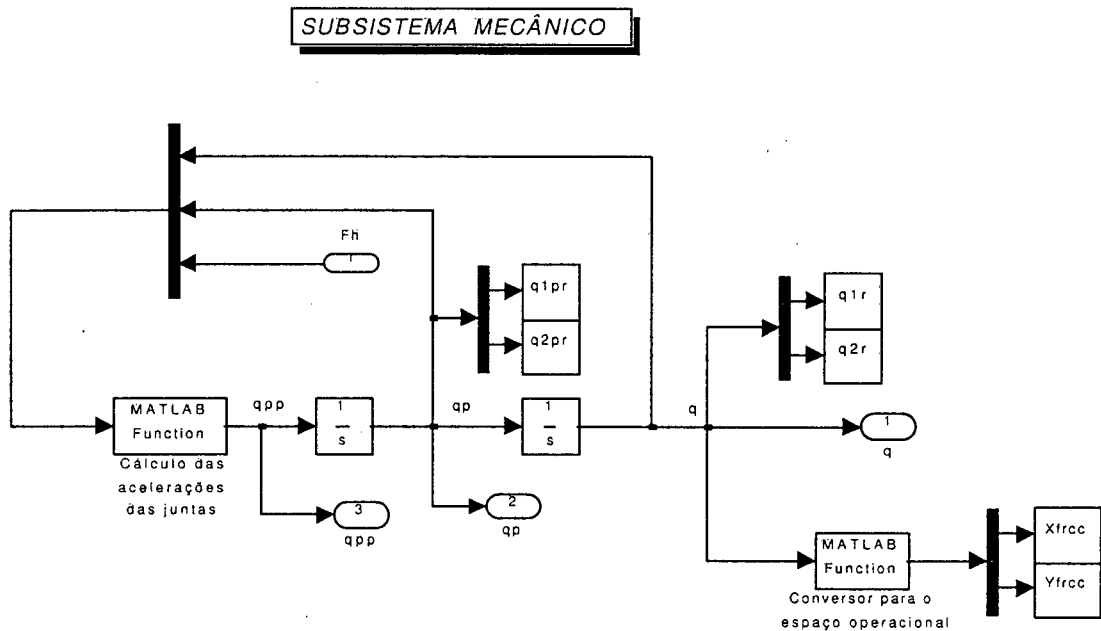 SUBSISTEMA MECÂNICO
Fh
1
q1pr
q2pr
q1r
q2r
MATLAB
Function
Cálculo das
acelerações
das juntas
qpp
1
s
qp
1
s
q
1
q
3
qpp
2
qp
MATLAB
Function
Conversor para o
espaço operacional
Xfrcc
Yfrcc